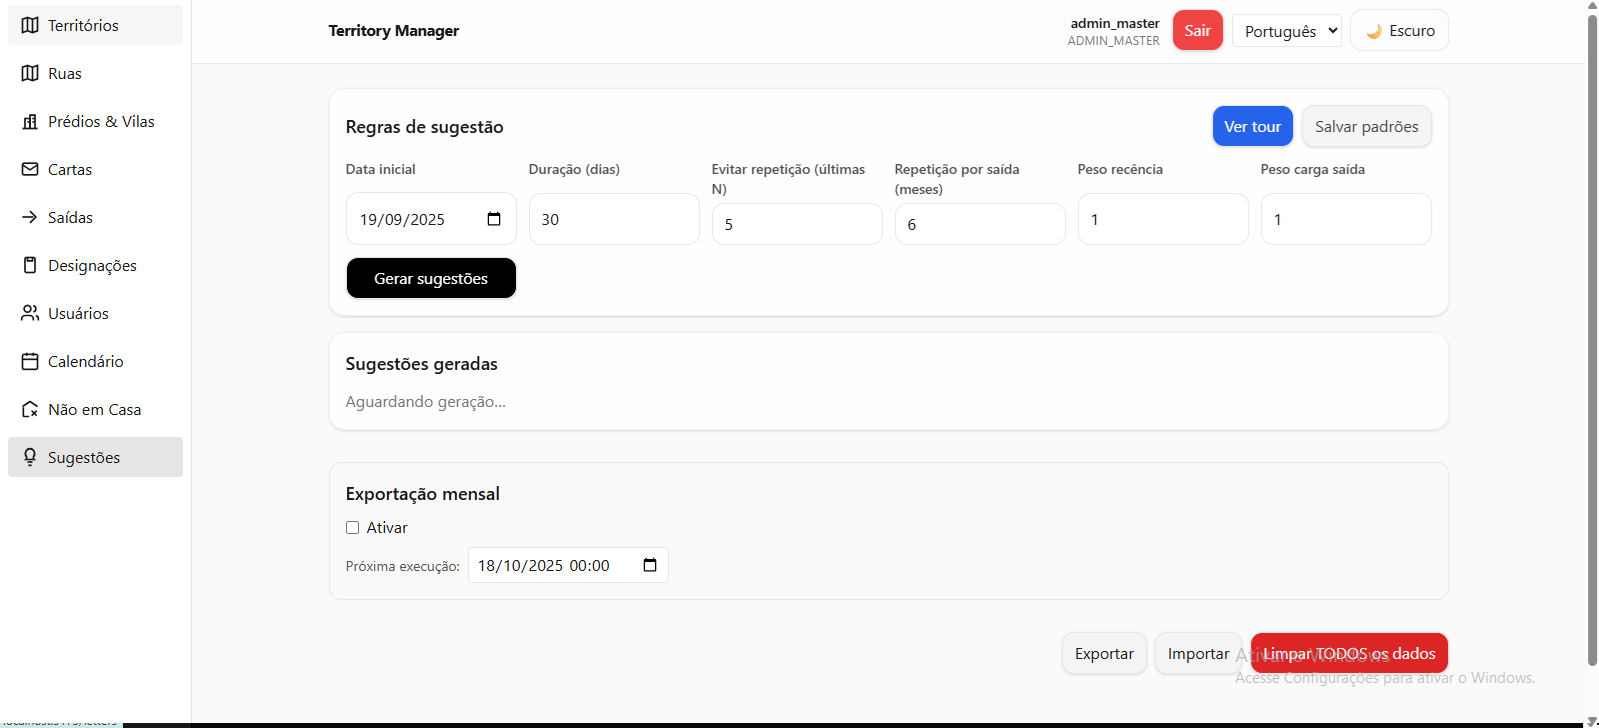 Territórios
Ruas
Prédios & Vilas
Cartas
Saídas
Designações
Usuários
Calendário
Não em Casa
Sugestões
Territory Manager
admin_master
ADMIN_MASTER
Sair
Português
Escuro
Regras de sugestão
Ver tour
Salvar padrões
Data inicial
19/09/2025
Duração (dias)
30
Evitar repetição (últimas
N)
5
Repetição por saída
(meses)
6
Peso recência
1
Peso carga saída
1
Gerar sugestões
Sugestões geradas
Aguardando geração...
Exportação mensal
Ativar
Próxima execução:
18/10/2025 00:00
Exportar
Importar
Limpar TODOS os dados
Ativar o Windows
Acesse Configurações para ativar o Windows.